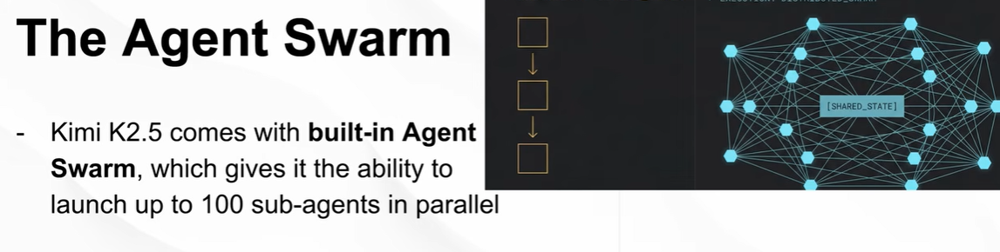 The Agent Swarm
- Kimi K2.5 comes with built-in Agent
Swarm, which gives it the ability to
launch up to 100 sub-agents in parallel
[SHARED_STATE]